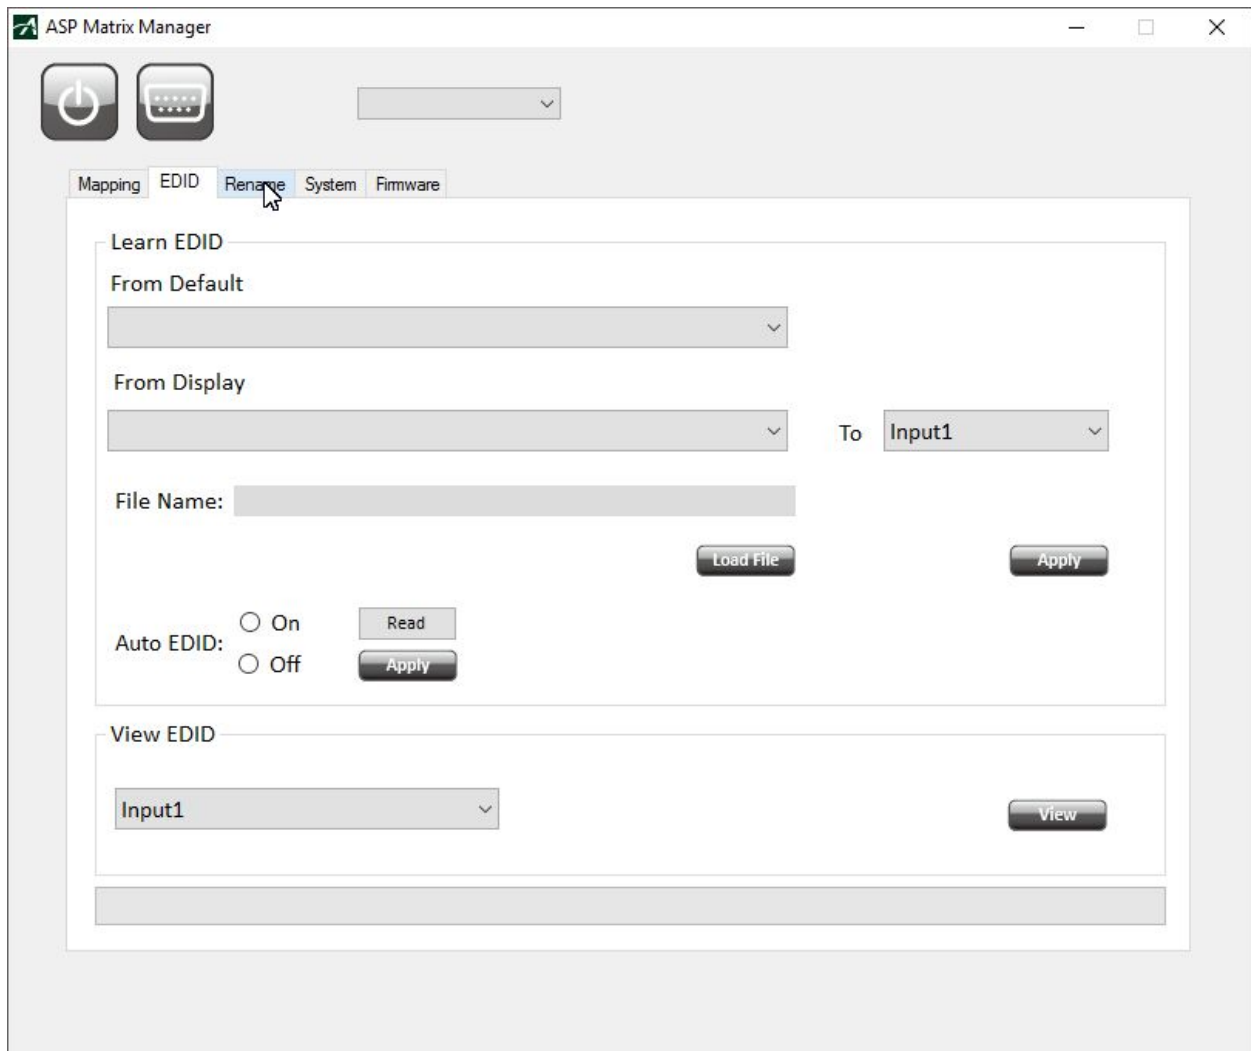 ASP Matrix Manager
Mapping EDID Rename System Firmware
Learn EDID
From Default
From Display
To Input1
File Name:
Load File Apply
On Read
Auto EDID:
Off Apply
View EDID
Input1 View